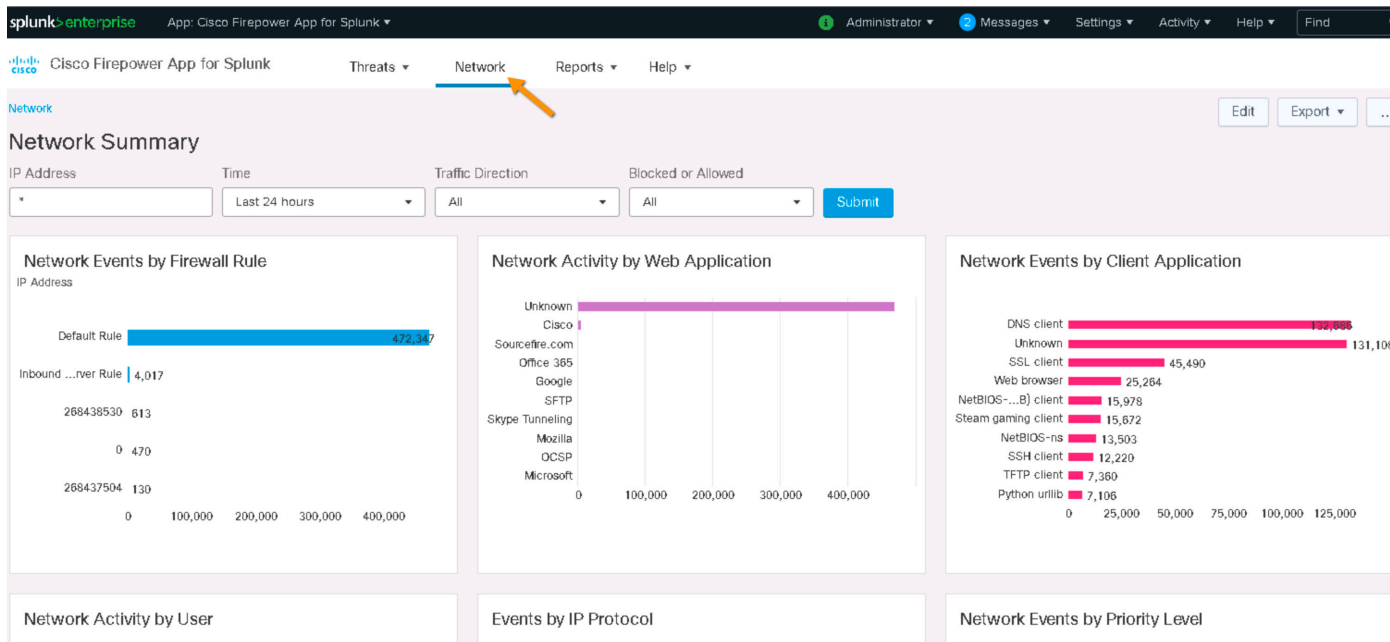 splunk>enterprise App: Cisco Firepower App for Splunk ▾ i Administrator ▾ 2 Messages ▾ Settings ▾ Activity ▾ Help ▾ Find
cisco Cisco Firepower App for Splunk Threats ▾ Network Reports ▾ Help ▾
Network Edit Export ▾ ..
Network Summary
IP Address Time Traffic Direction Blocked or Allowed
* Last 24 hours All All Submit
Network Events by Firewall Rule
IP Address
Default Rule 472,347
Inbound ...rver Rule 4,017
268438530 613
0 470
268437504 130
0 100,000 200,000 300,000 400,000
Network Activity by Web Application
Unknown
Cisco
Sourcefire.com
Office 365
Google
SFTP
Skype Tunneling
Mozilla
OCSP
Microsoft
0 100,000 200,000 300,000 400,000
Network Events by Client Application
DNS client 132,686
Unknown 131,108
SSL client 45,490
Web browser 25,264
NetBIOS-...B) client 15,978
Steam gaming client 15,672
NetBIOS-ns 13,503
SSH client 12,220
TFTP client 7,360
Python urllib 7,106
0 25,000 50,000 75,000 100,000 125,000
Network Activity by User
Events by IP Protocol
Network Events by Priority Level